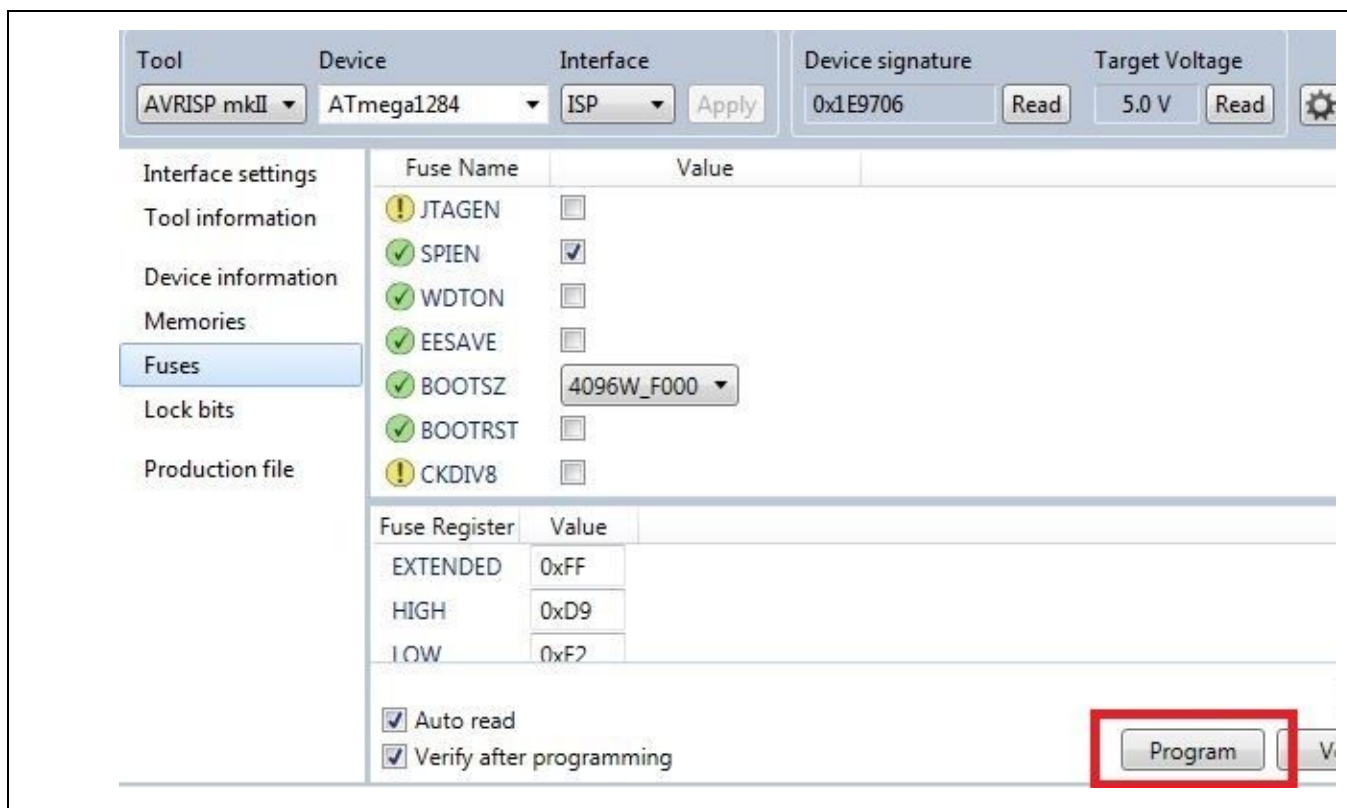 Tool Device Interface Device signature Target Voltage
AVRISP mkII ATmega1284 ISP Apply 0x1E9706 Read 5.0 V Read
Interface settings
Tool information
Device information
Memories
Fuses
Lock bits
Production file
Fuse Name Value
JTAGEN
SPIEN
WDTON
EESAVE
BOOTSZ 4096W_F000
BOOTRST
CKDIV8
Fuse Register Value
EXTENDED 0xFF
HIGH 0xD9
LOW
Auto read
Verify after programming
Program